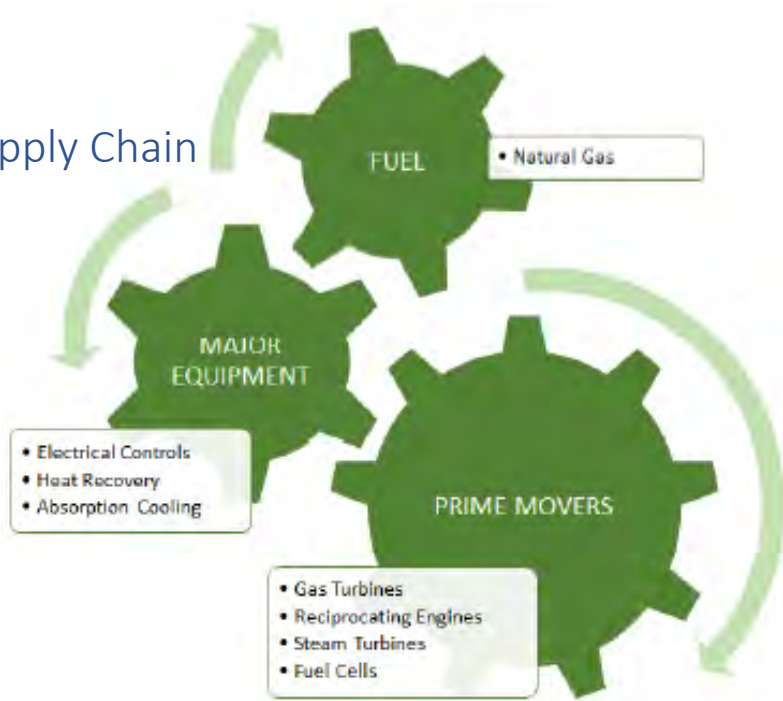 pply Chain
FUEL
• Natural Gas
MAJOR
EQUIPMENT
• Electrical Controls
• Heat Recovery
• Absorption Cooling
PRIME MOVERS
• Gas Turbines
• Reciprocating Engines
• Steam Turbines
• Fuel Cells